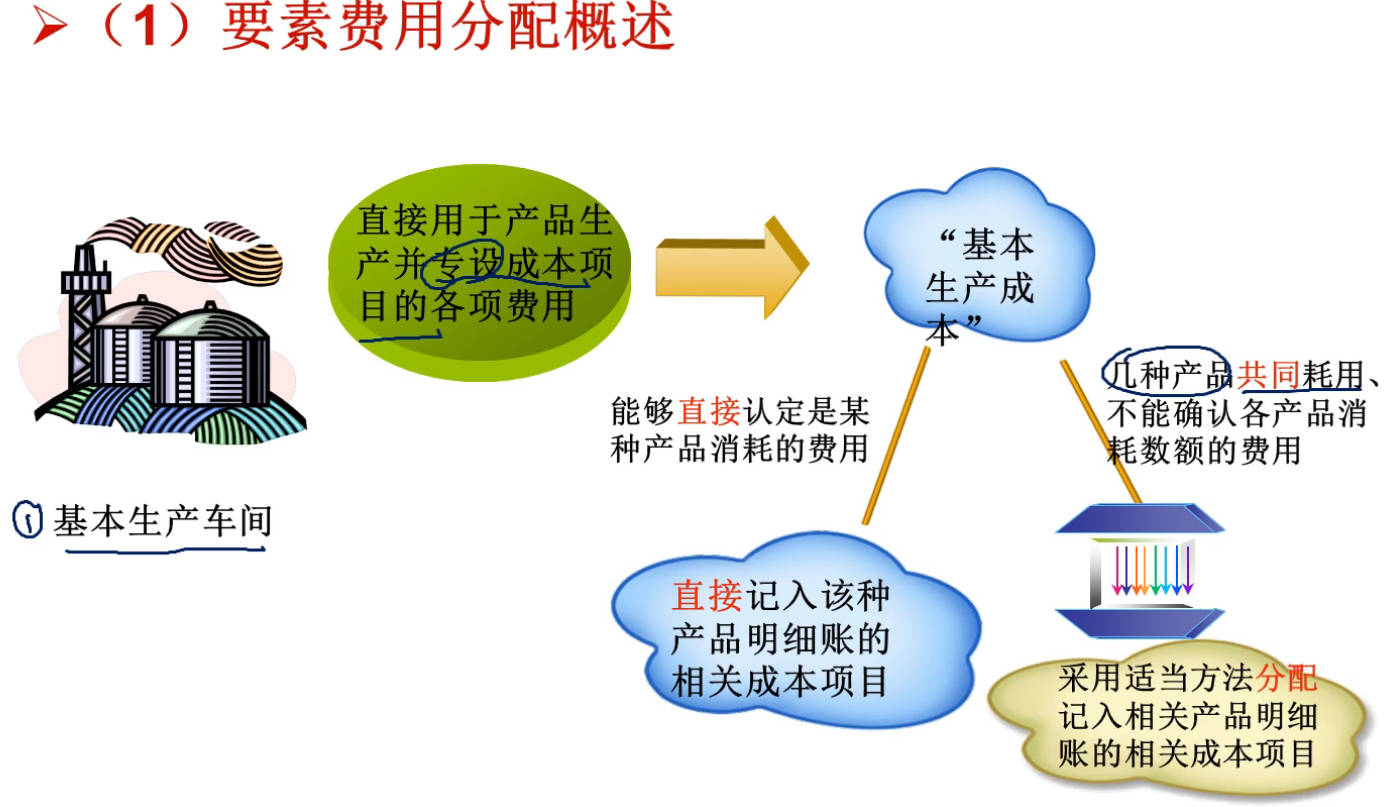 （1）要素费用分配概述
直接用于产品生
产并专设成本项
目的各项费用
“基本
生产成
本”
能够直接认定是某
种产品消耗的费用
几种产品共同耗用、
不能确认各产品消
耗数额的费用
① 基本生产车间
直接记入该种
产品明细账的
相关成本项目
采用适当方法分配
记入相关产品明细
账的相关成本项目